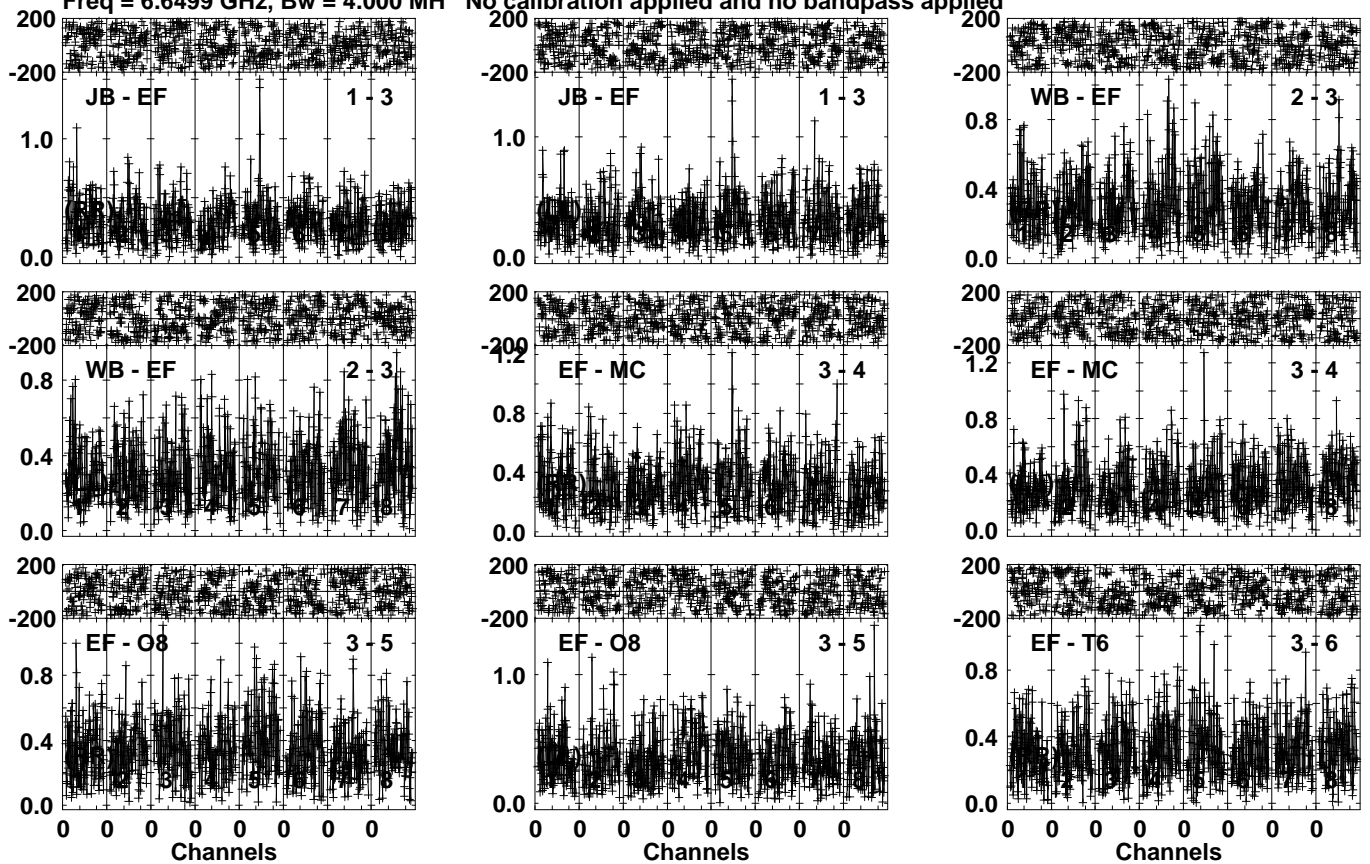 Freq = 6.6499 GHz, Bw = 4.000 MH No calibration applied and no bandpass applied
200 200 200
-200 -200 -200
JB - EF 1 - 3 JB - EF 1 - 3 WB - EF 2 - 3
1.0 1.0 0.8
0.4
0.0 0.0 0.0
200 200 200
-200 -200 -200
WB - EF 2 - 3 EF - MC 3 - 4 EF - MC 3 - 4
1.2 1.2
0.8 0.8 0.8
0.4 0.4 0.4
0.0 0.0 0.0
200 200 200
-200 -200 -200
EF - O8 3 - 5 EF - O8 3 - 5 EF - T6 3 - 6
0.8 1.0 0.8
0.4 0.4
0.0 0.0 0.0
0 0 0 0 0 0 0 0 0 0 0 0 0 0 0 0 0 0 0 0 0 0 0 0
Channels Channels Channels